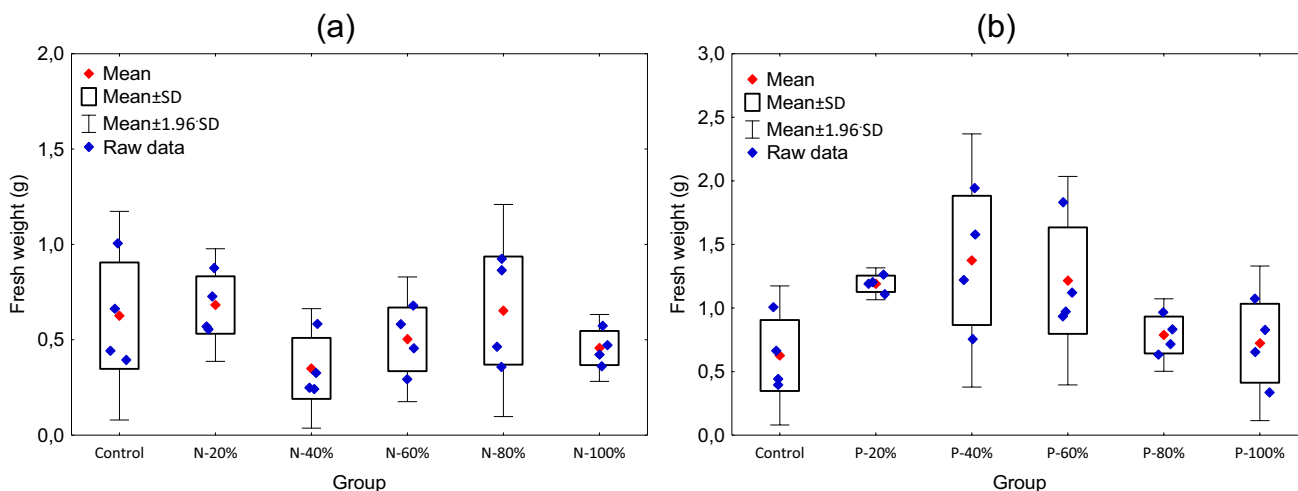 (a)
2,0
1,5
1,0
0,5
0,0
Fresh weight (g)
Mean
Mean±SD
Mean±1.96·SD
Raw data
Control N-20% N-40% N-60% N-80% N-100%
Group
(b)
3,0
2,5
2,0
1,5
1,0
0,5
0,0
Fresh weight (g)
Mean
Mean±SD
Mean±1.96·SD
Raw data
Control P-20% P-40% P-60% P-80% P-100%
Group